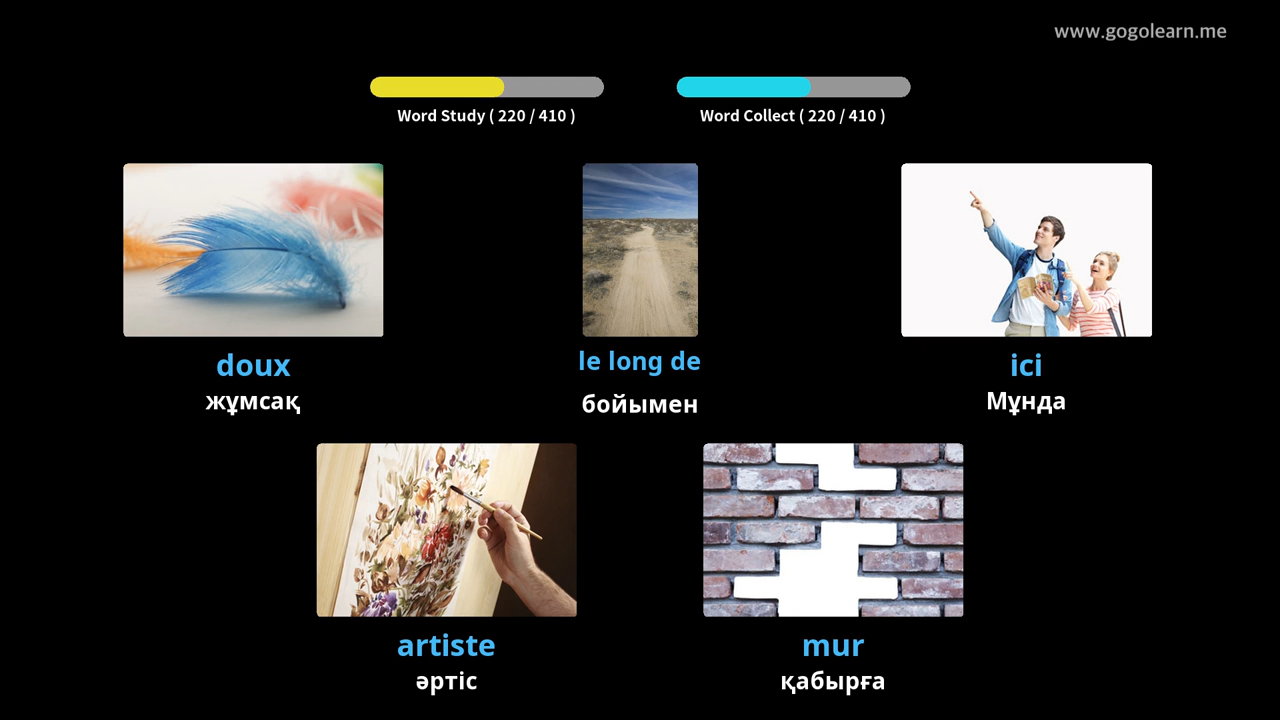 www.gogolearn.me
Word Study ( 220 / 410 )
Word Collect ( 220 / 410 )
doux
жұмсақ
le long de
бойымен
ici
Мұнда
artiste
әртіс
mur
қабырға